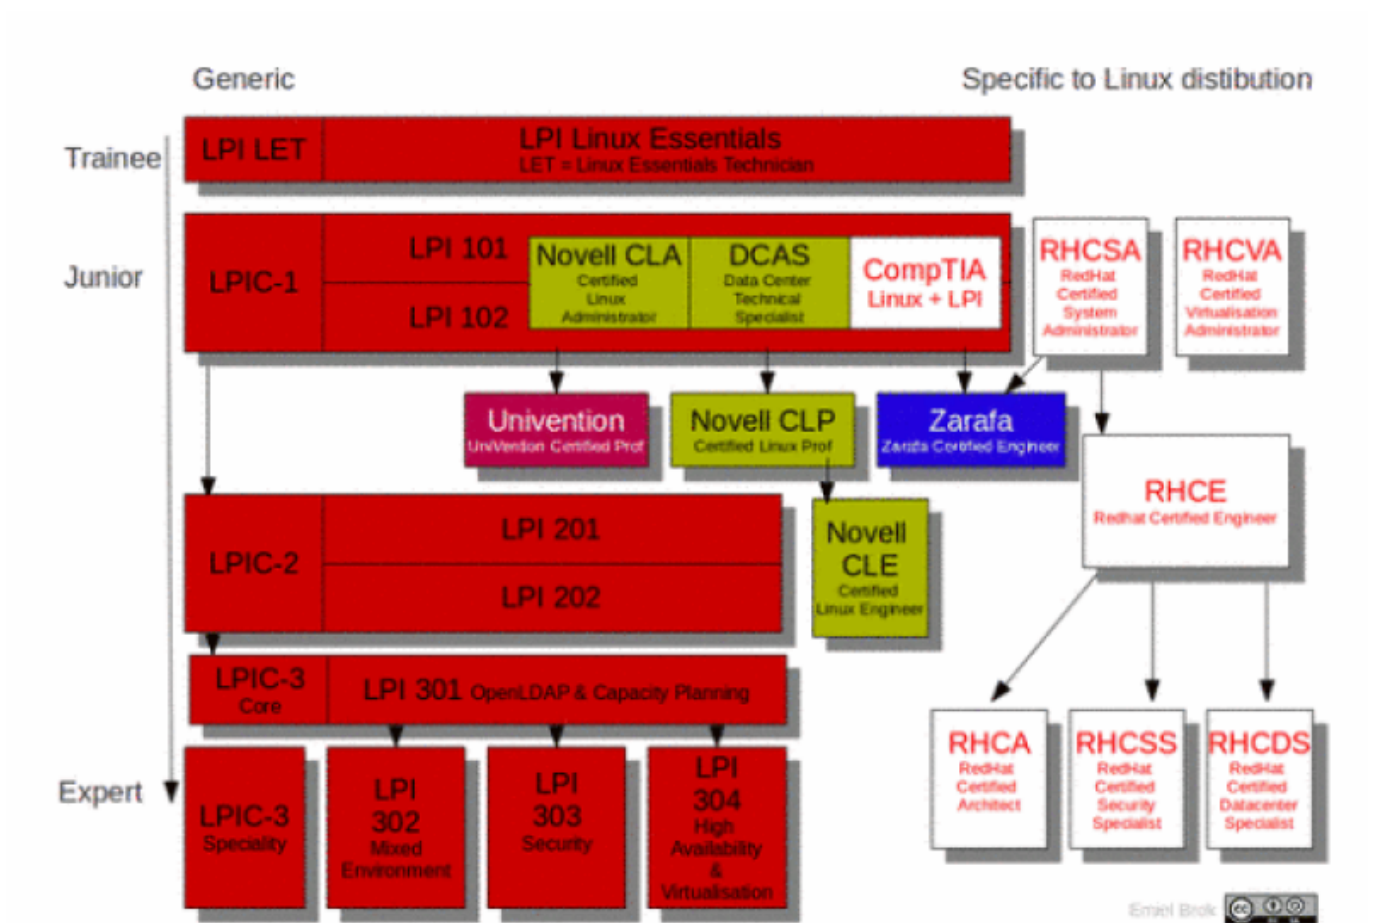 Generic
Specific to Linux distibution
Trainee
LPI LET
LPI Linux Essentials
LET = Linux Essentials Technician
Junior
LPIC-1
LPI 101
LPI 102
Novell CLA
Certified
Linux
Administrator
DCAS
Data Center
Technical
Specialist
CompTIA
Linux + LPI
RHCSA
RedHat
Certified
System
Administrator
RHCVA
RedHat
Certified
Virtualisation
Administrator
Univention
UniVention Certified Prof
Novell CLP
Certified Linux Prof
Zarafa
Zarafa Certified Engineer
RHCE
Redhat Certified Engineer
LPIC-2
LPI 201
LPI 202
Novell
CLE
Certified
Linux Engineer
LPIC-3
Core
LPI 301 OpenLDAP & Capacity Planning
Expert
LPIC-3
Speciality
LPI
302
Mixed
Environment
LPI
303
Security
LPI
304
High
Availability
&
Virtualisation
RHCA
RedHat
Certified
Architect
RHCSS
RedHat
Certified
Security
Specialist
RHCDS
RedHat
Certified
Datacenter
Specialist
Emiel Brok
cc